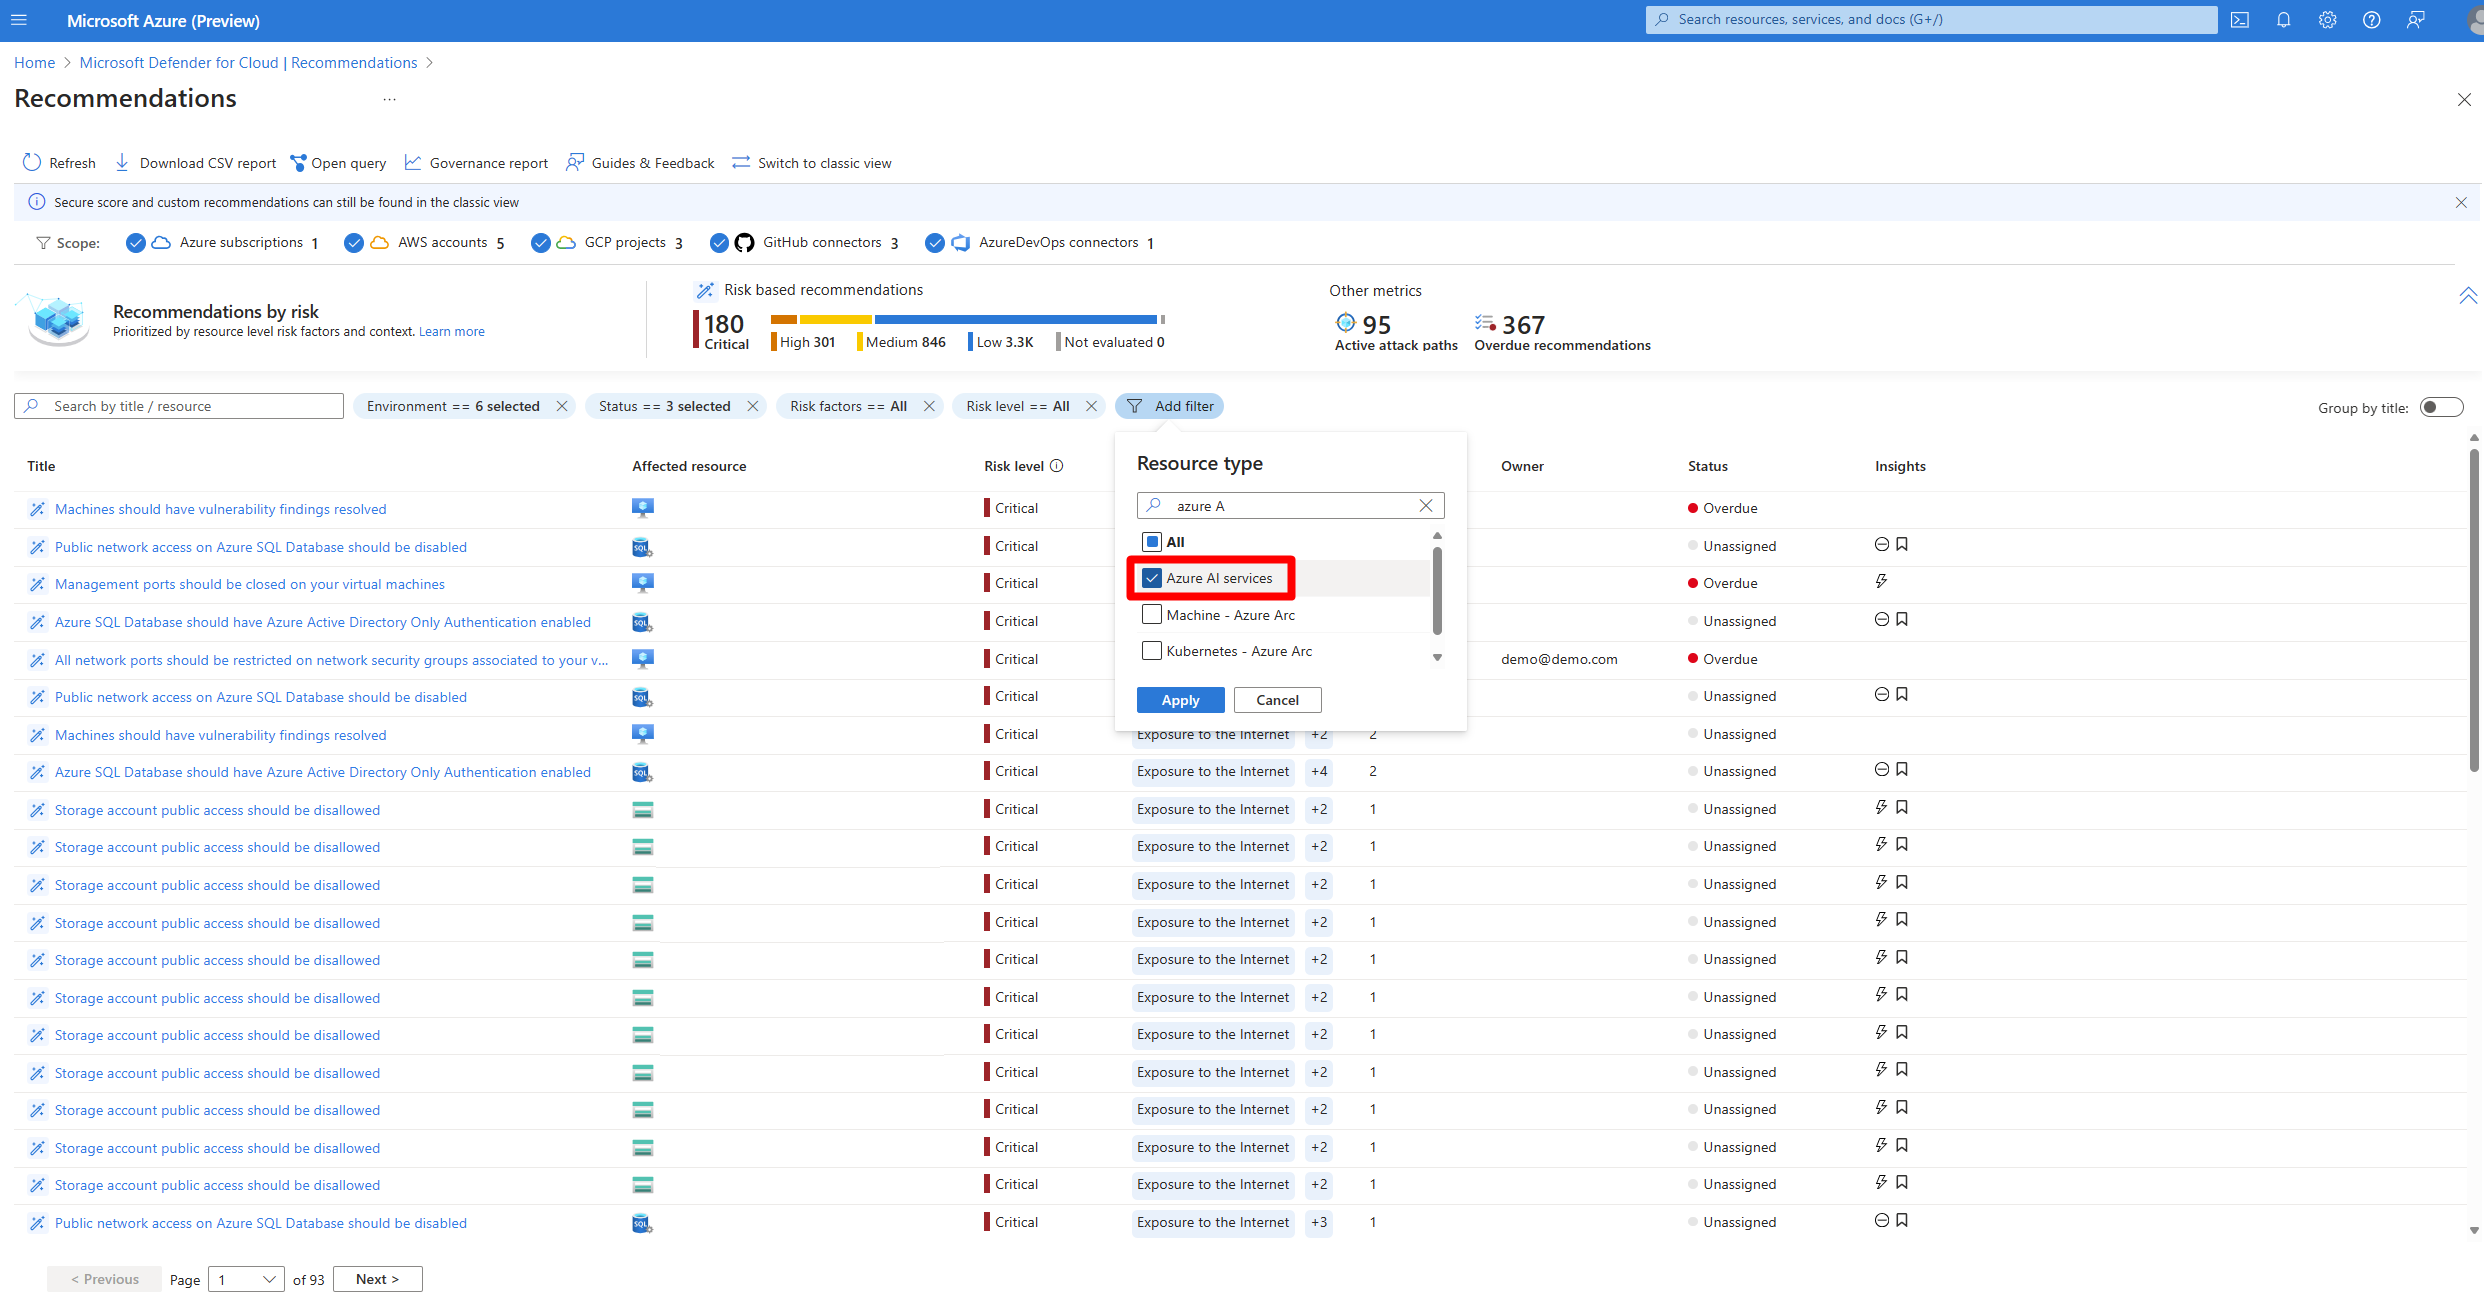 Microsoft Azure (Preview)
Search resources, services, and docs (G+/)
Home > Microsoft Defender for Cloud | Recommendations >
Recommendations ...
Refresh Download CSV report Open query Governance report Guides & Feedback Switch to classic view
Secure score and custom recommendations can still be found in the classic view
Scope: Azure subscriptions 1 AWS accounts 5 GCP projects 3 GitHub connectors 3 AzureDevOps connectors 1
Recommendations by risk
Prioritized by resource level risk factors and context. Learn more
Risk based recommendations
180
Critical
High 301 Medium 846 Low 3.3K Not evaluated 0
Other metrics
95
Active attack paths
367
Overdue recommendations
Search by title / resource Environment == 6 selected Status == 3 selected Risk factors == All Risk level == All Add filter Group by title:
Resource type
azure A
All
Azure AI services
Machine - Azure Arc
Kubernetes - Azure Arc
Apply Cancel
Title Affected resource Risk level Owner Status Insights
Machines should have vulnerability findings resolved SQL Critical Overdue
Public network access on Azure SQL Database should be disabled SQL Critical Unassigned
Management ports should be closed on your virtual machines Critical Overdue
Azure SQL Database should have Azure Active Directory Only Authentication enabled SQL Critical Unassigned
All network ports should be restricted on network security groups associated to your v... Critical demo@demo.com Overdue
Public network access on Azure SQL Database should be disabled SQL Critical Unassigned
Machines should have vulnerability findings resolved Critical Exposure to the Internet +2 2 Unassigned
Azure SQL Database should have Azure Active Directory Only Authentication enabled SQL Critical Exposure to the Internet +4 2 Unassigned
Storage account public access should be disallowed Critical Exposure to the Internet +2 1 Unassigned
Storage account public access should be disallowed Critical Exposure to the Internet +2 1 Unassigned
Storage account public access should be disallowed Critical Exposure to the Internet +2 1 Unassigned
Storage account public access should be disallowed Critical Exposure to the Internet +2 1 Unassigned
Storage account public access should be disallowed Critical Exposure to the Internet +2 1 Unassigned
Storage account public access should be disallowed Critical Exposure to the Internet +2 1 Unassigned
Storage account public access should be disallowed Critical Exposure to the Internet +2 1 Unassigned
Storage account public access should be disallowed Critical Exposure to the Internet +2 1 Unassigned
Storage account public access should be disallowed Critical Exposure to the Internet +2 1 Unassigned
Storage account public access should be disallowed Critical Exposure to the Internet +2 1 Unassigned
Storage account public access should be disallowed Critical Exposure to the Internet +2 1 Unassigned
Public network access on Azure SQL Database should be disabled SQL Critical Exposure to the Internet +3 1 Unassigned
< Previous Page 1 of 93 Next >